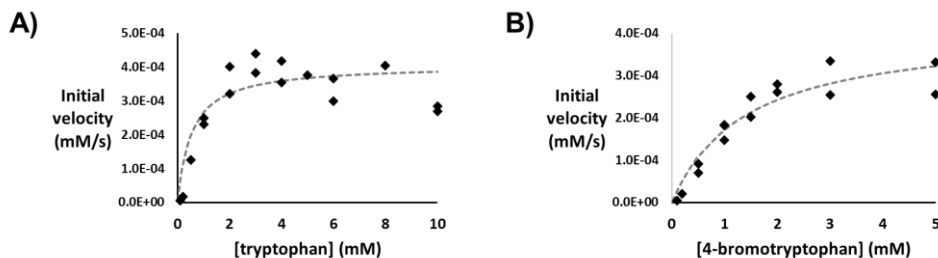 A)
5.0E-04
4.0E-04
3.0E-04
2.0E-04
1.0E-04
0.0E+00
Initial
velocity
(mM/s)
0 2 4 6 8 10
[tryptophan] (mM)
B)
4.0E-04
3.0E-04
2.0E-04
1.0E-04
0.0E+00
Initial
velocity
(mM/s)
0 1 2 3 4 5
[4-bromotryptophan] (mM)